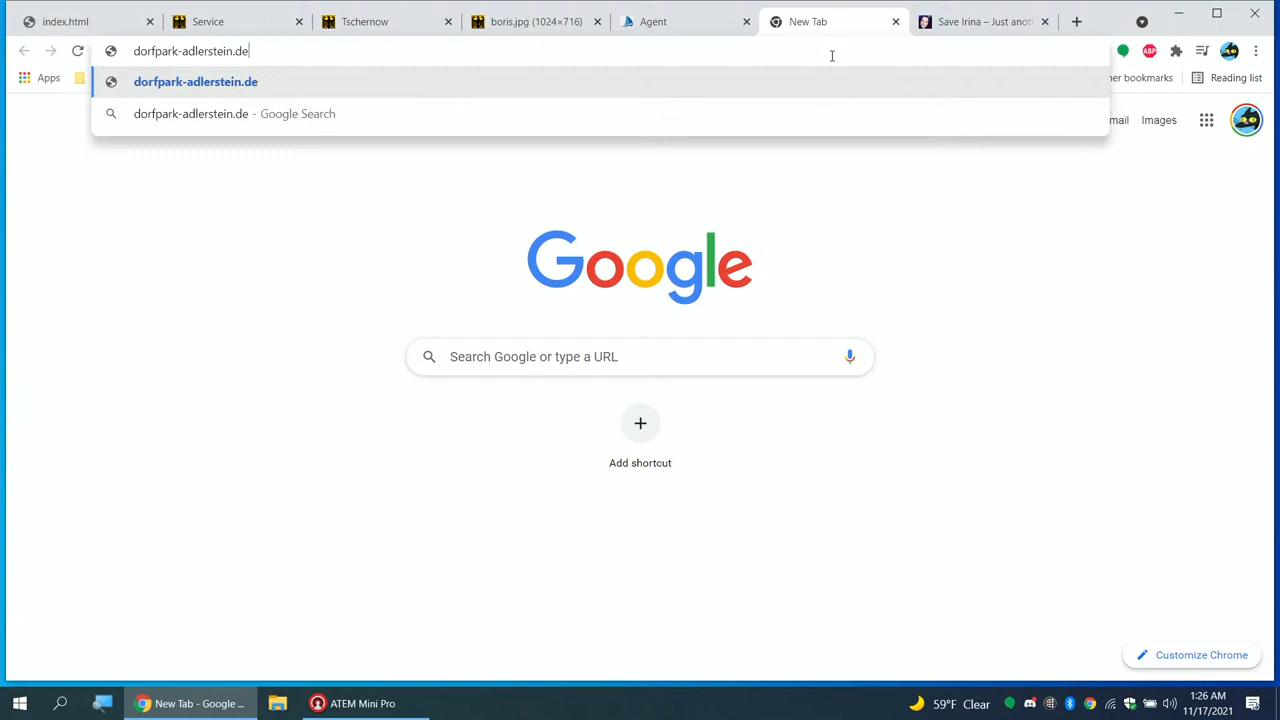 index.html
Service
Tschernow
boris.jpg (1024×716)
Agent
New Tab
Save Irina – Just anot
dorfpark-adlerstein.de
ABP
Apps
dorfpark-adlerstein.de
her bookmarks
Reading list
dorfpark-adlerstein.de - Google Search
mail
Images
Google
Search Google or type a URL
Add shortcut
Customize Chrome
New Tab - Google ...
ATEM Mini Pro
59°F Clear
1:26 AM
11/17/2021